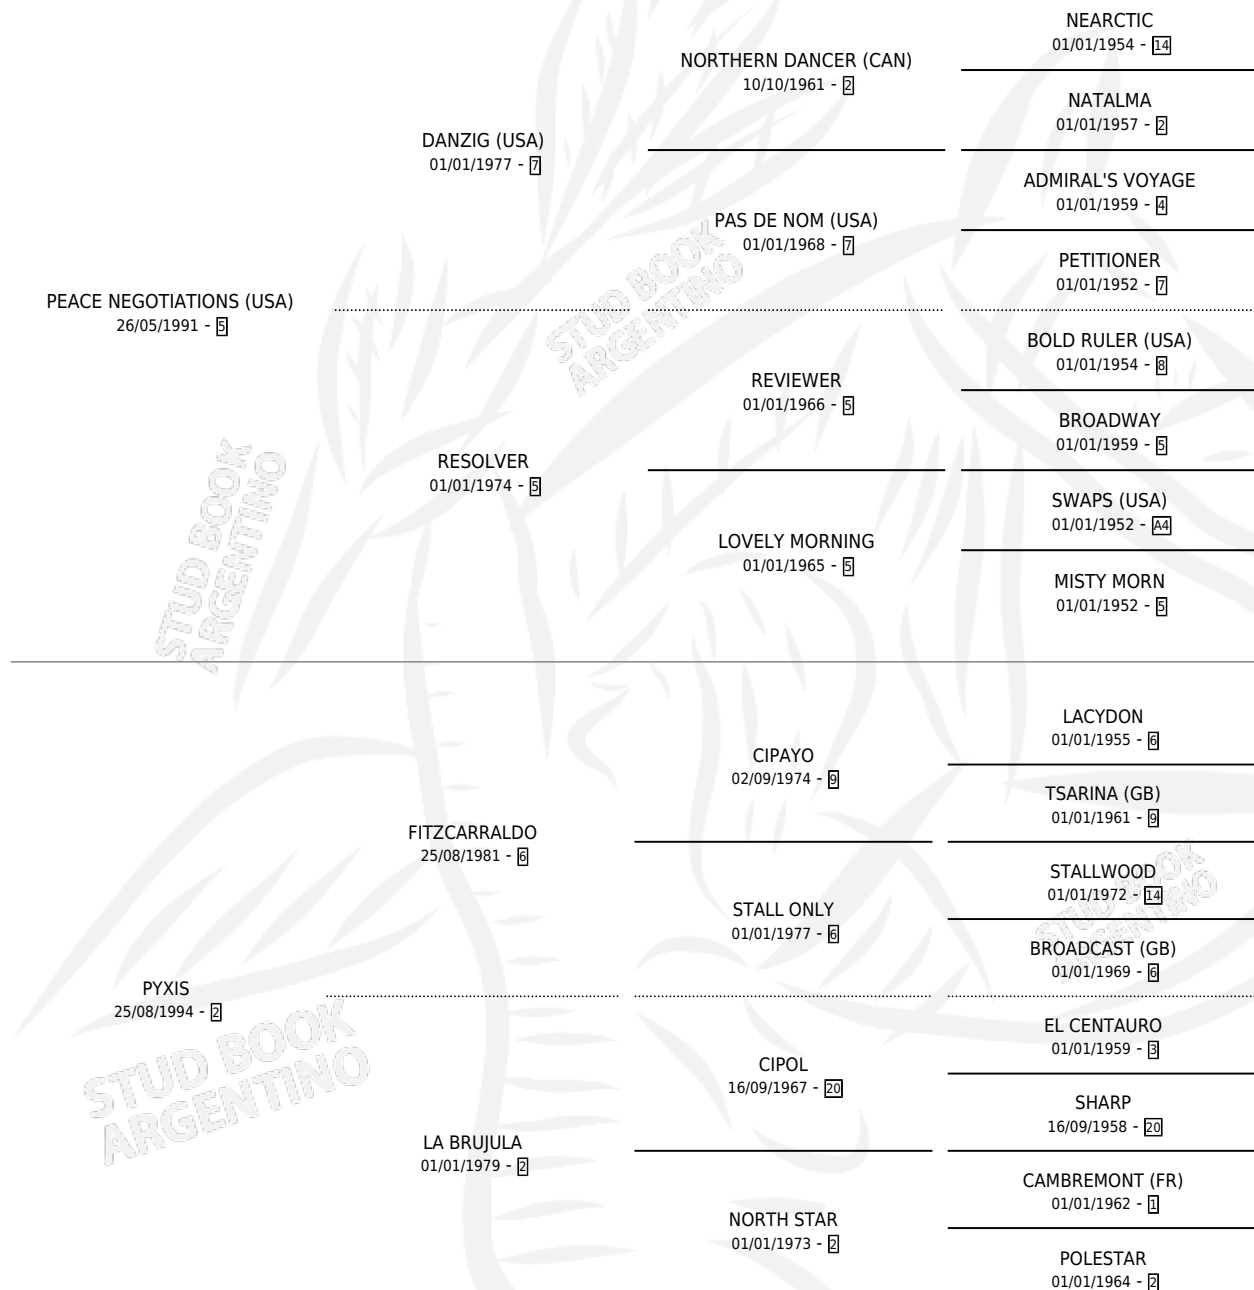 NEARCTIC
01/01/1954 - 14
NORTHERN DANCER (CAN)
10/10/1961 - 2
NATALMA
01/01/1957 - 2
DANZIG (USA)
01/01/1977 - 7
ADMIRAL'S VOYAGE
01/01/1959 - 4
PAS DE NOM (USA)
01/01/1968 - 7
PETITIONER
01/01/1952 - 7
PEACE NEGOTIATIONS (USA)
26/05/1991 - 5
BOLD RULER (USA)
01/01/1954 - 8
REVIEWER
01/01/1966 - 5
BROADWAY
01/01/1959 - 5
RESOLVER
01/01/1974 - 5
SWAPS (USA)
01/01/1952 - A4
LOVELY MORNING
01/01/1965 - 5
MISTY MORN
01/01/1952 - 5
LACYDON
01/01/1955 - 6
CIPAYO
02/09/1974 - 9
TSARINA (GB)
01/01/1961 - 9
FITZCARRALDO
25/08/1981 - 6
STALLWOOD
01/01/1972 - 14
STALL ONLY
01/01/1977 - 6
BROADCAST (GB)
01/01/1969 - 6
PYXIS
25/08/1994 - 2
EL CENTAURO
01/01/1959 - 3
CIPOL
16/09/1967 - 20
SHARP
16/09/1958 - 20
LA BRUJULA
01/01/1979 - 2
CAMBREMONT (FR)
01/01/1962 - 1
NORTH STAR
01/01/1973 - 2
POLESTAR
01/01/1964 - 2
STUD BOOK
ARGENTINO
STUD BOOK
ARGENTINO
STUD BOOK
ARGENTINO
STUD BOOK
ARGENTINO